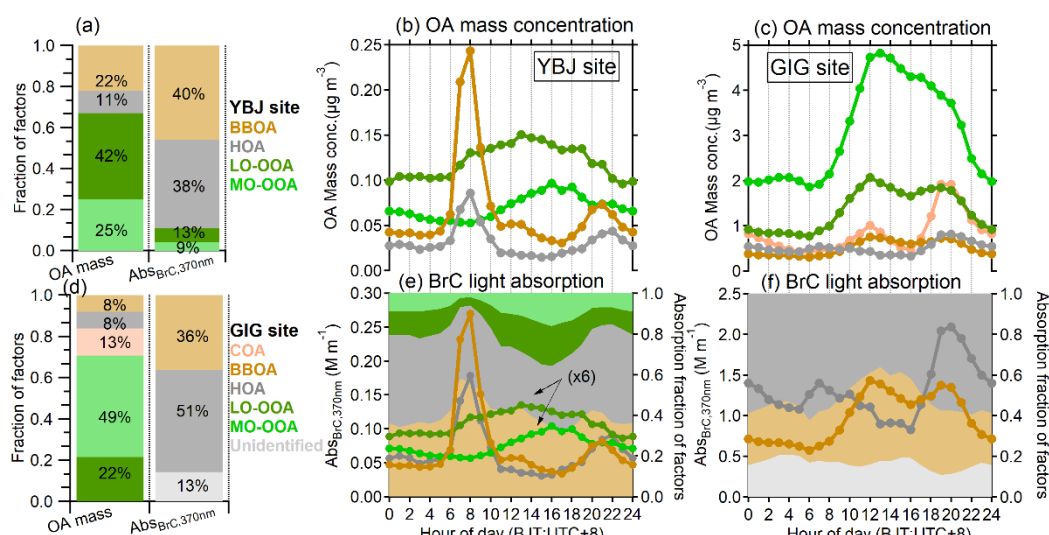 (a)
1.0
0.8
0.6
0.4
0.2
0.0
Fraction of factors
22%
11%
42%
25%
40%
38%
13%
9%
OA mass
AbsBrC,370nm
YBJ site
BBOA
HOA
LO-OOA
MO-OOA
(b) OA mass concentration
YBJ site
0.25
0.20
0.15
0.10
0.05
0.00
OA Mass conc.(µg m-3)
(c) OA mass concentration
GIG site
5
4
3
2
1
0
OA Mass conc.(µg m-3)
(d)
1.0
0.8
0.6
0.4
0.2
0.0
Fraction of factors
8%
8%
13%
49%
22%
36%
51%
13%
OA mass
AbsBrC,370nm
GIG site
COA
BBOA
HOA
LO-OOA
MO-OOA
Unidentified
(e) BrC light absorption
0.30
0.25
0.20
0.15
0.10
0.05
0.00
AbsBrC,370nm (M m-1)
(x6)
1.0
0.8
0.6
0.4
0.2
0.0
Absorption fraction of factors
0 2 4 6 8 10 12 14 16 18 20 22 24
Hour of day (BJT:UTC+8)
(f) BrC light absorption
2.5
2.0
1.5
1.0
0.5
0.0
AbsBrC,370nm (M m-1)
1.0
0.8
0.6
0.4
0.2
0.0
Absorption fraction of factors
0 2 4 6 8 10 12 14 16 18 20 22 24
Hour of day (BJT:UTC+8)